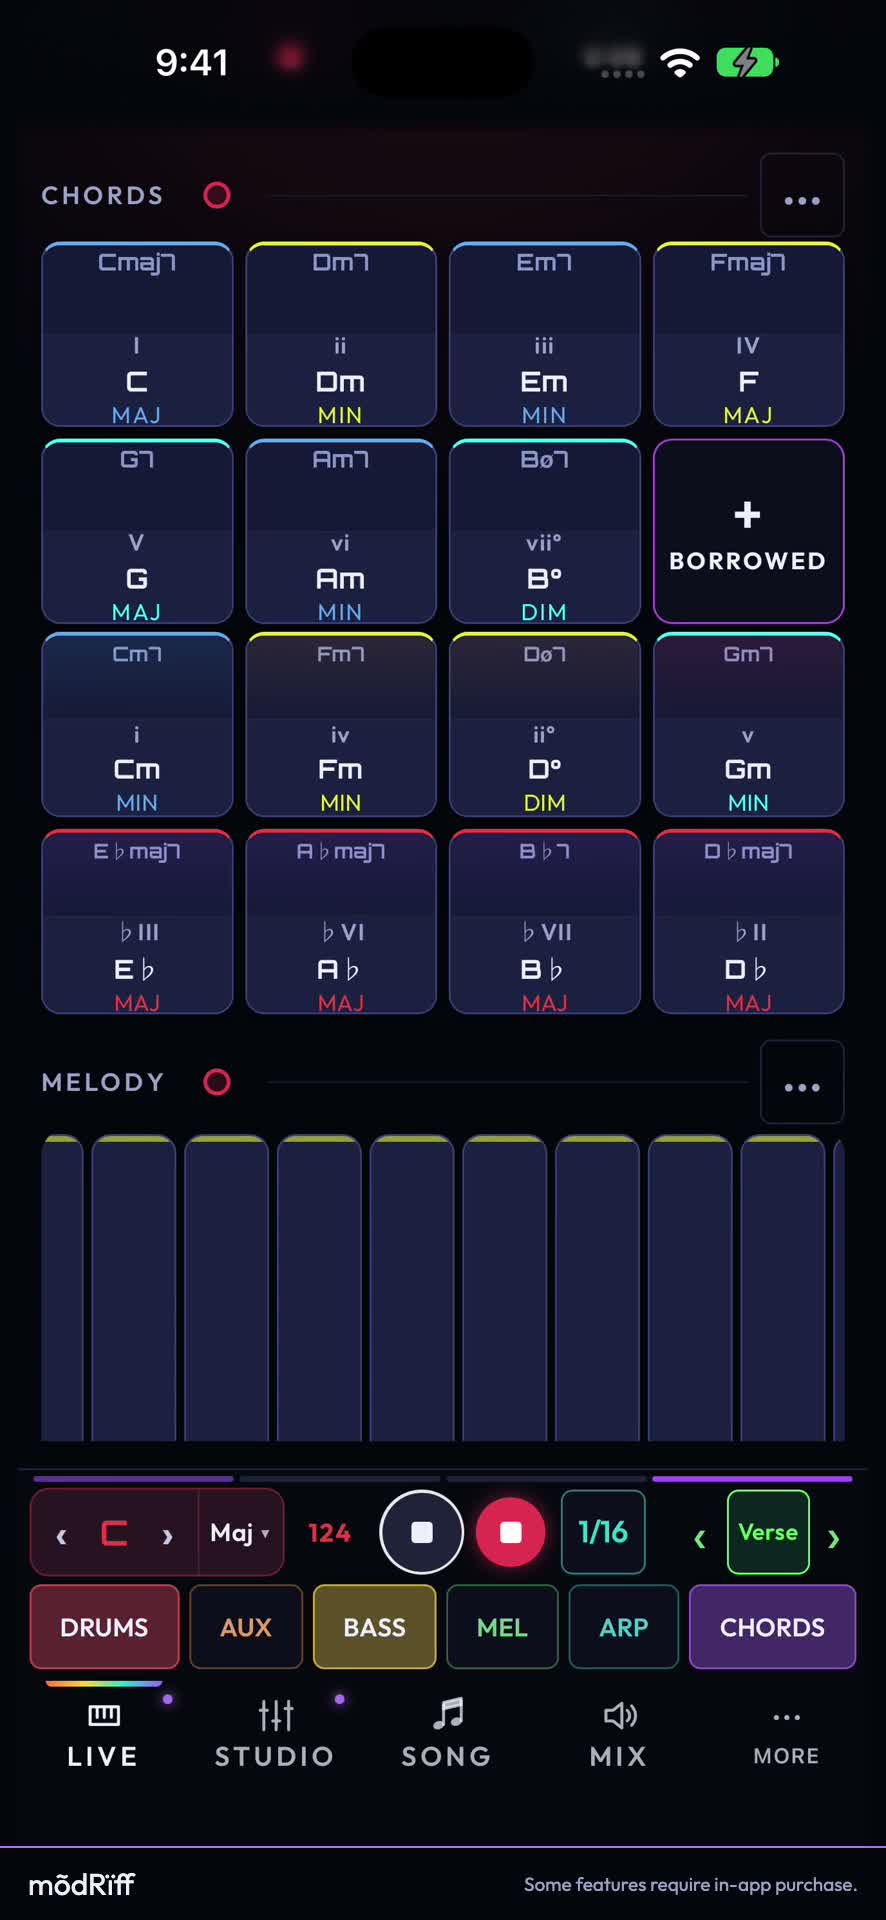 9:41
CHORDS
...
Cmaj7 Dm7 Em7 Fmaj7
I ii iii IV
C Dm Em F
MAJ MIN MIN MAJ
G7 Am7 Bø7
V vi vii°
G Am B°
MAJ MIN DIM
+
BORROWED
Cm7 Fm7 Dø7 Gm7
i iv ii° v
Cm Fm D° Gm
MIN MIN DIM MIN
E♭maj7 A♭maj7 B♭7 D♭maj7
♭III ♭VI ♭VII ♭II
E♭ A♭ B♭ D♭
MAJ MAJ MAJ MAJ
MELODY
...
‹ C › Maj ▾ 124 1/16 ‹ Verse ›
DRUMS AUX BASS MEL ARP CHORDS
LIVE STUDIO SONG MIX MORE
mõdRïff
Some features require in-app purchase.